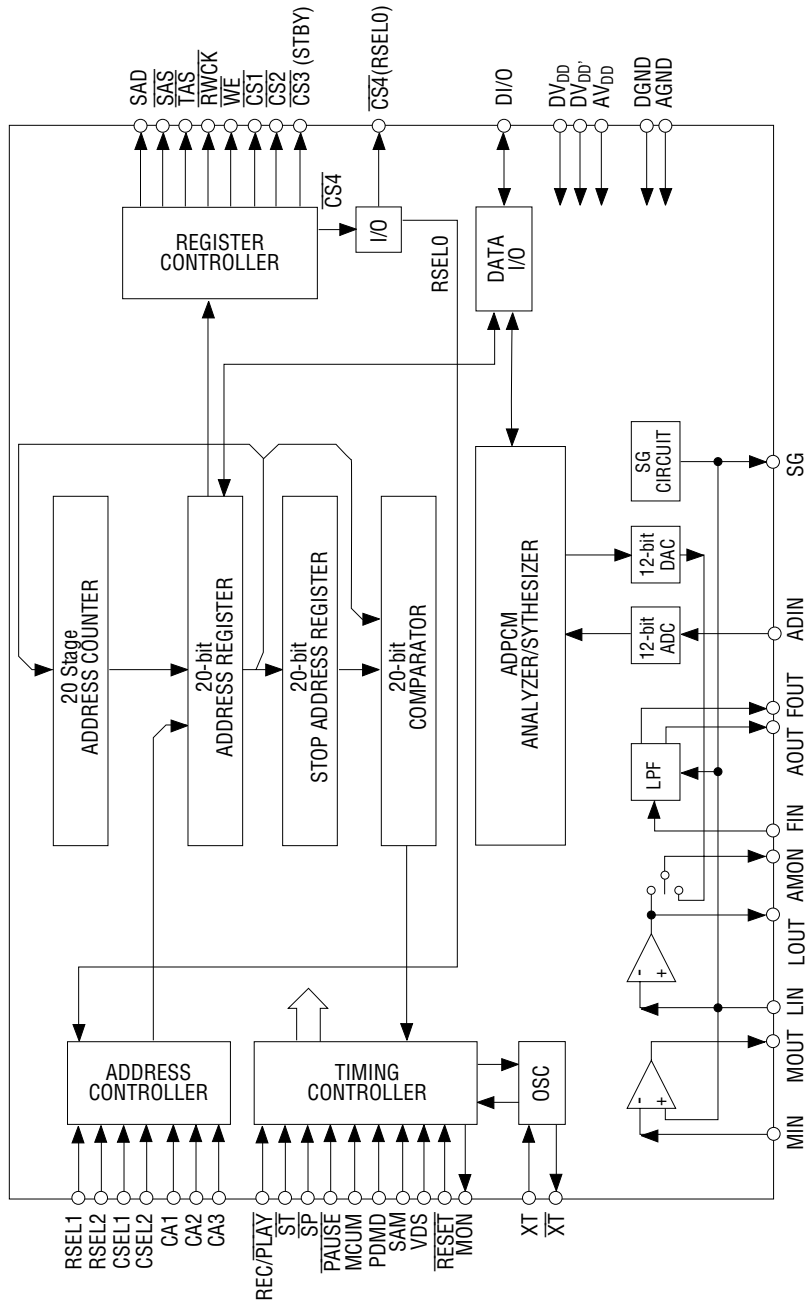 SAD
SAS
TAS
RWCK
WE
CS1
CS2
CS3 (STBY)
CS4(RSEL0)
DI/O
DVDD
DVDD'
AVDD
DGND
AGND
REGISTER
CONTROLLER
CS4
I/O
RSEL0
DATA
I/O
20 Stage
ADDRESS COUNTER
20-bit
ADDRESS REGISTER
20-bit
STOP ADDRESS REGISTER
20-bit
COMPARATOR
ADPCM
ANALYZER/SYTHESIZER
SG
CIRCUIT
12-bit
DAC
12-bit
ADC
LPF
ADDRESS
CONTROLLER
TIMING
CONTROLLER
OSC
-
+
-
+
RSEL1
RSEL2
CSEL1
CSEL2
CA1
CA2
CA3
REC/PLAY
ST
SP
PAUSE
MCUM
PDMD
SAM
VDS
RESET
MON
XT
XT
MIN
MOUT
LIN
LOUT
AMON
FIN
AOUT
FOUT
ADIN
SG